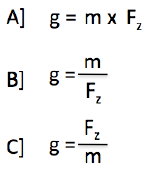 A] g = m x F_z
B] g = m / F_z
C] g = F_z / m